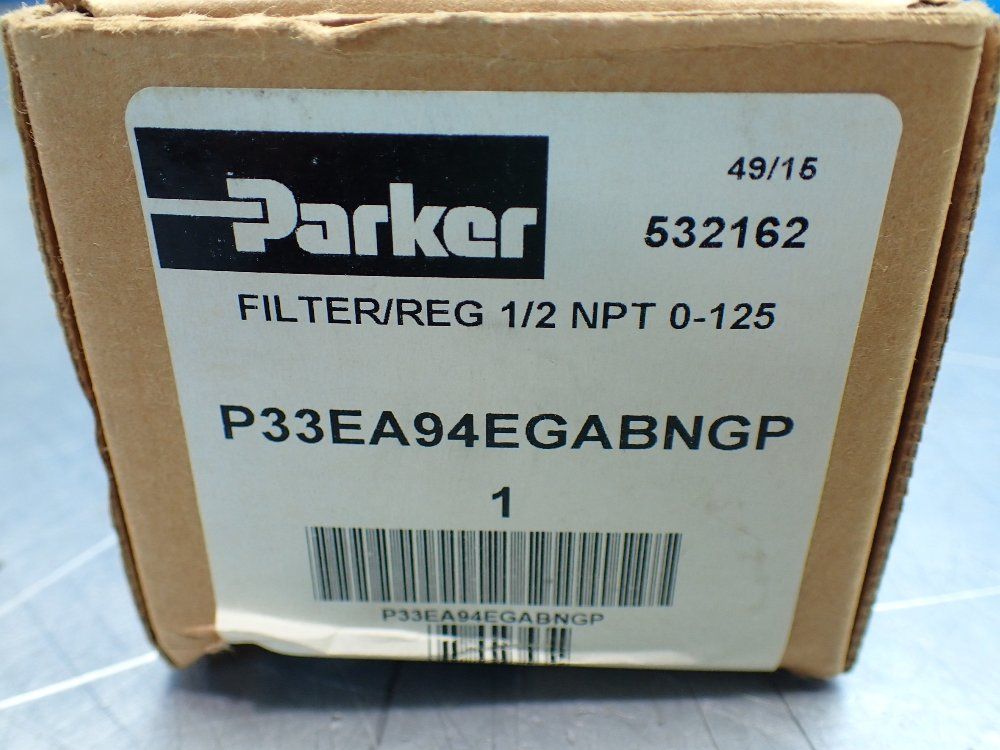 Parker
49/15
532162
FILTER/REG 1/2 NPT 0-125
P33EA94EGABNGP
1
P33EA94EGABNGP